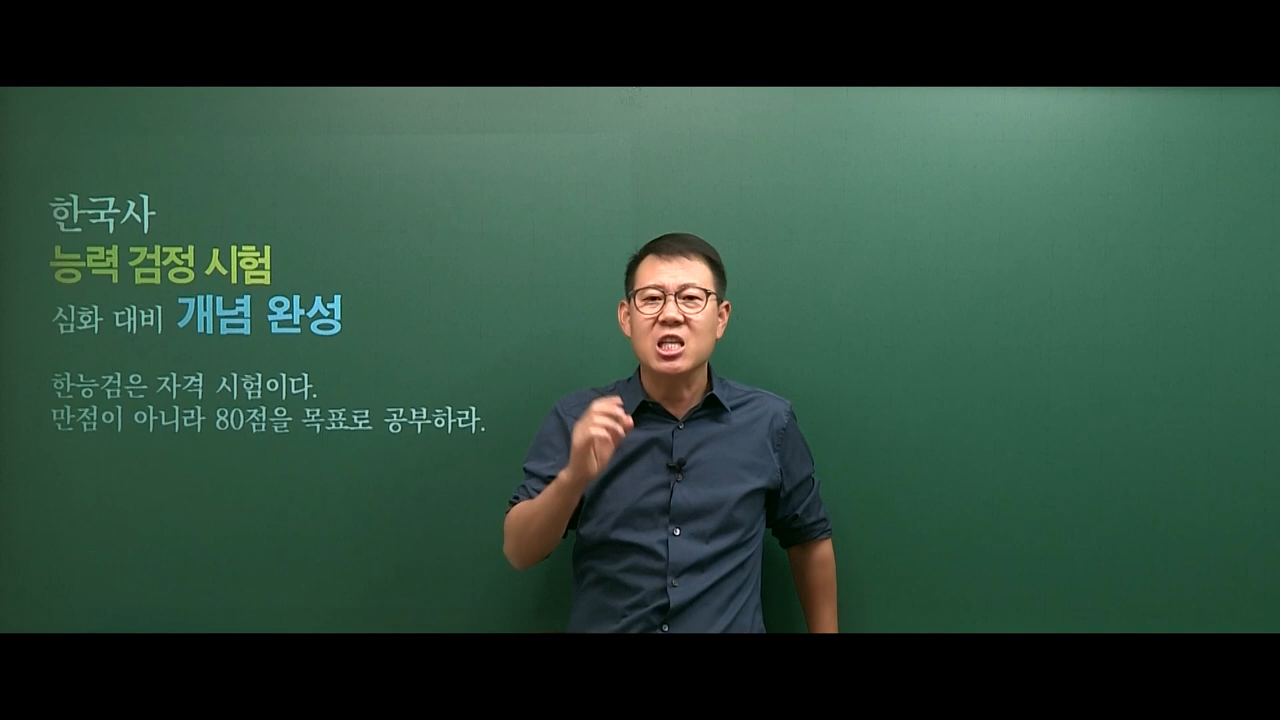 한국사
능력 검정 시험
심화 대비 개념 완성
한능검은 자격 시험이다.
만점이 아니라 80점을 목표로 공부하라.